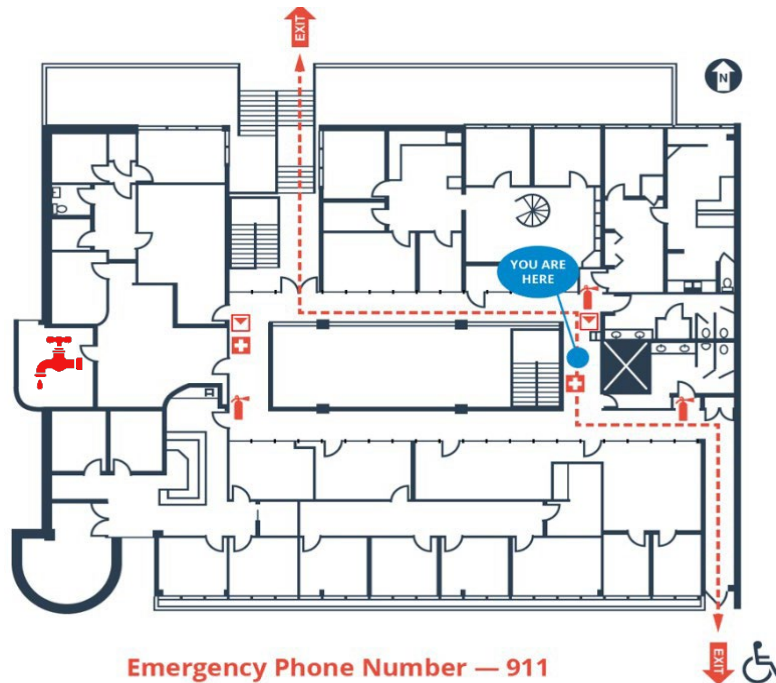 EXIT
N
YOU ARE
HERE
EXIT
Emergency Phone Number — 911